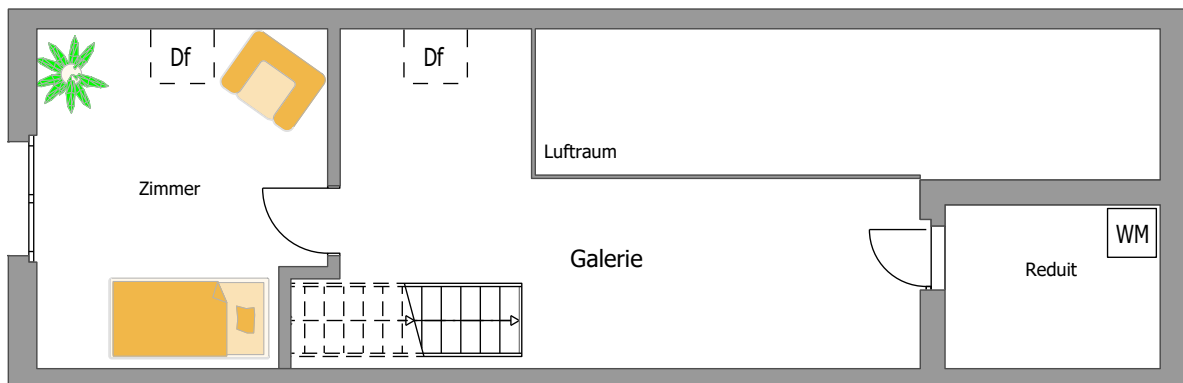 Df
Df
Luftraum
Zimmer
Galerie
WM
Reduit